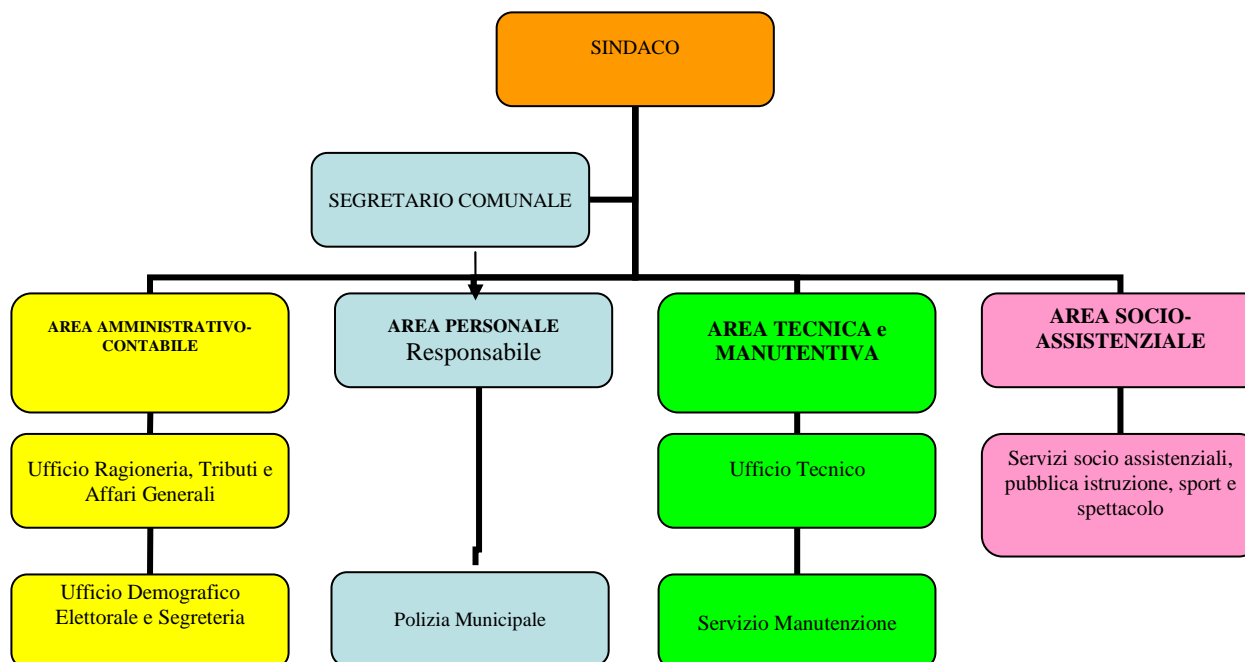 SINDACO
SEGRETARIO COMUNALE
AREA AMMINISTRATIVO-
CONTABILE
AREA PERSONALE
Responsabile
AREA TECNICA e
MANUTENTIVA
AREA SOCIO-
ASSISTENZIALE
Ufficio Ragioneria, Tributi e
Affari Generali
Ufficio Tecnico
Servizi socio assistenziali,
pubblica istruzione, sport e
spettacolo
Ufficio Demografico
Elettorale e Segreteria
Polizia Municipale
Servizio Manutenzione